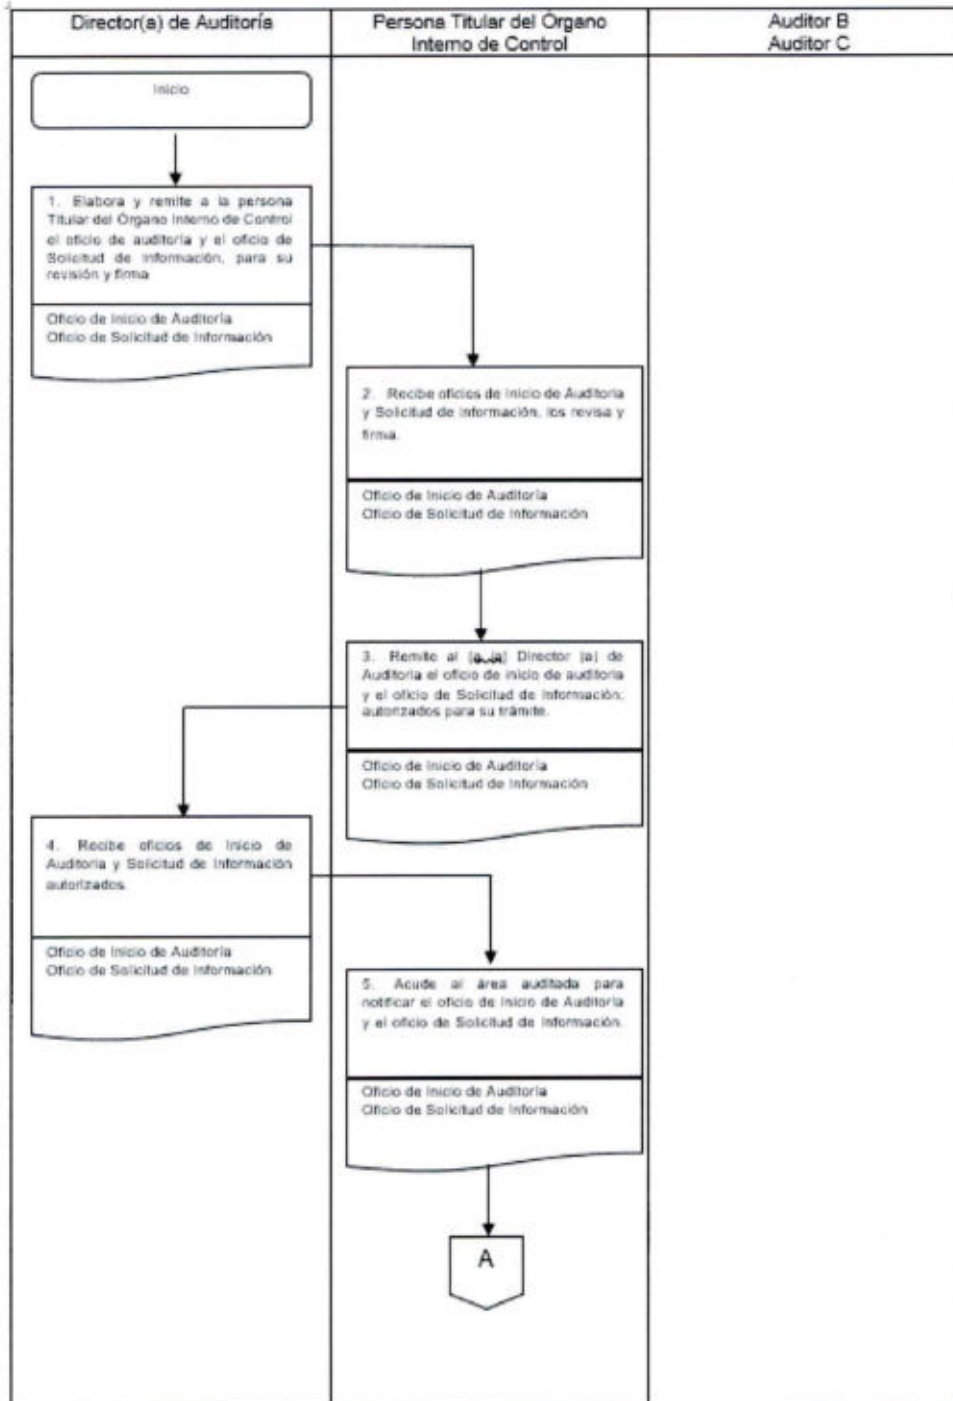 Director(a) de Auditoría
Persona Titular del Órgano
Interno de Control
Auditor B
Auditor C
Inicio
1. Elabora y remite a la persona
Titular del Órgano Interno de Control
el oficio de auditoría y el oficio de
Solicitud de Información, para su
revisión y firma
Oficio de Inicio de Auditoría
Oficio de Solicitud de Información
2. Recibe oficios de Inicio de Auditoría
y Solicitud de Información, los revisa y
firma.
Oficio de Inicio de Auditoría
Oficio de Solicitud de Información
3. Remite al (a la) Director (a) de
Auditoría el oficio de inicio de auditoría
y el oficio de Solicitud de Información,
autorizados para su trámite.
Oficio de Inicio de Auditoría
Oficio de Solicitud de Información
4. Recibe oficios de Inicio de
Auditoría y Solicitud de Información
autorizados.
Oficio de Inicio de Auditoría
Oficio de Solicitud de Información
5. Acude al área auditada para
notificar el oficio de Inicio de Auditoría
y el oficio de Solicitud de Información.
Oficio de Inicio de Auditoría
Oficio de Solicitud de Información
A